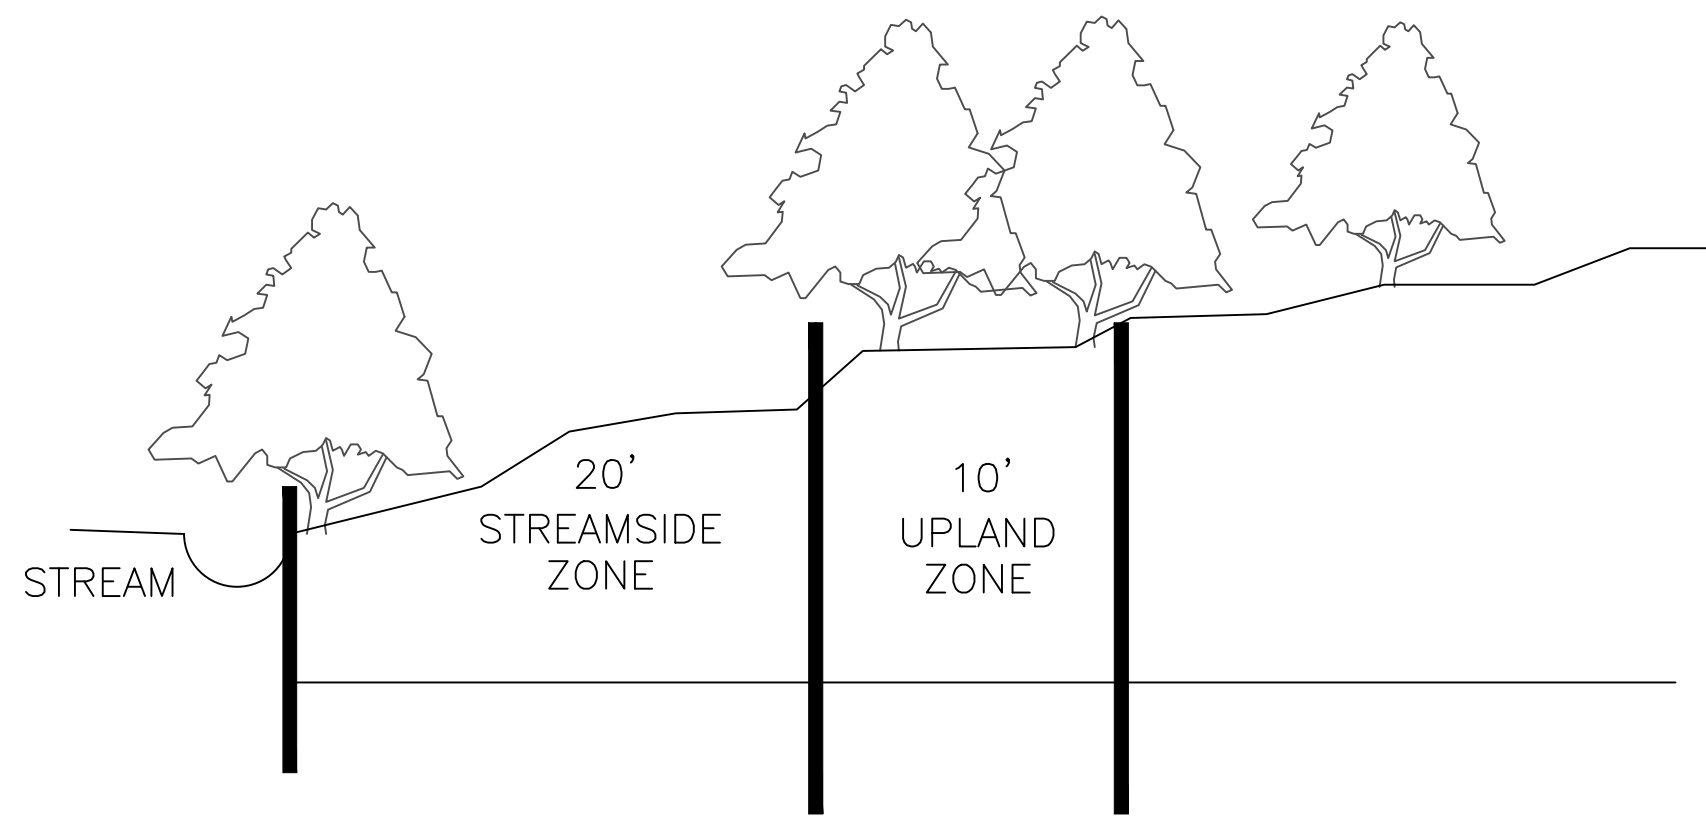 20'
STREAMSIDE
ZONE
10'
UPLAND
ZONE
STREAM